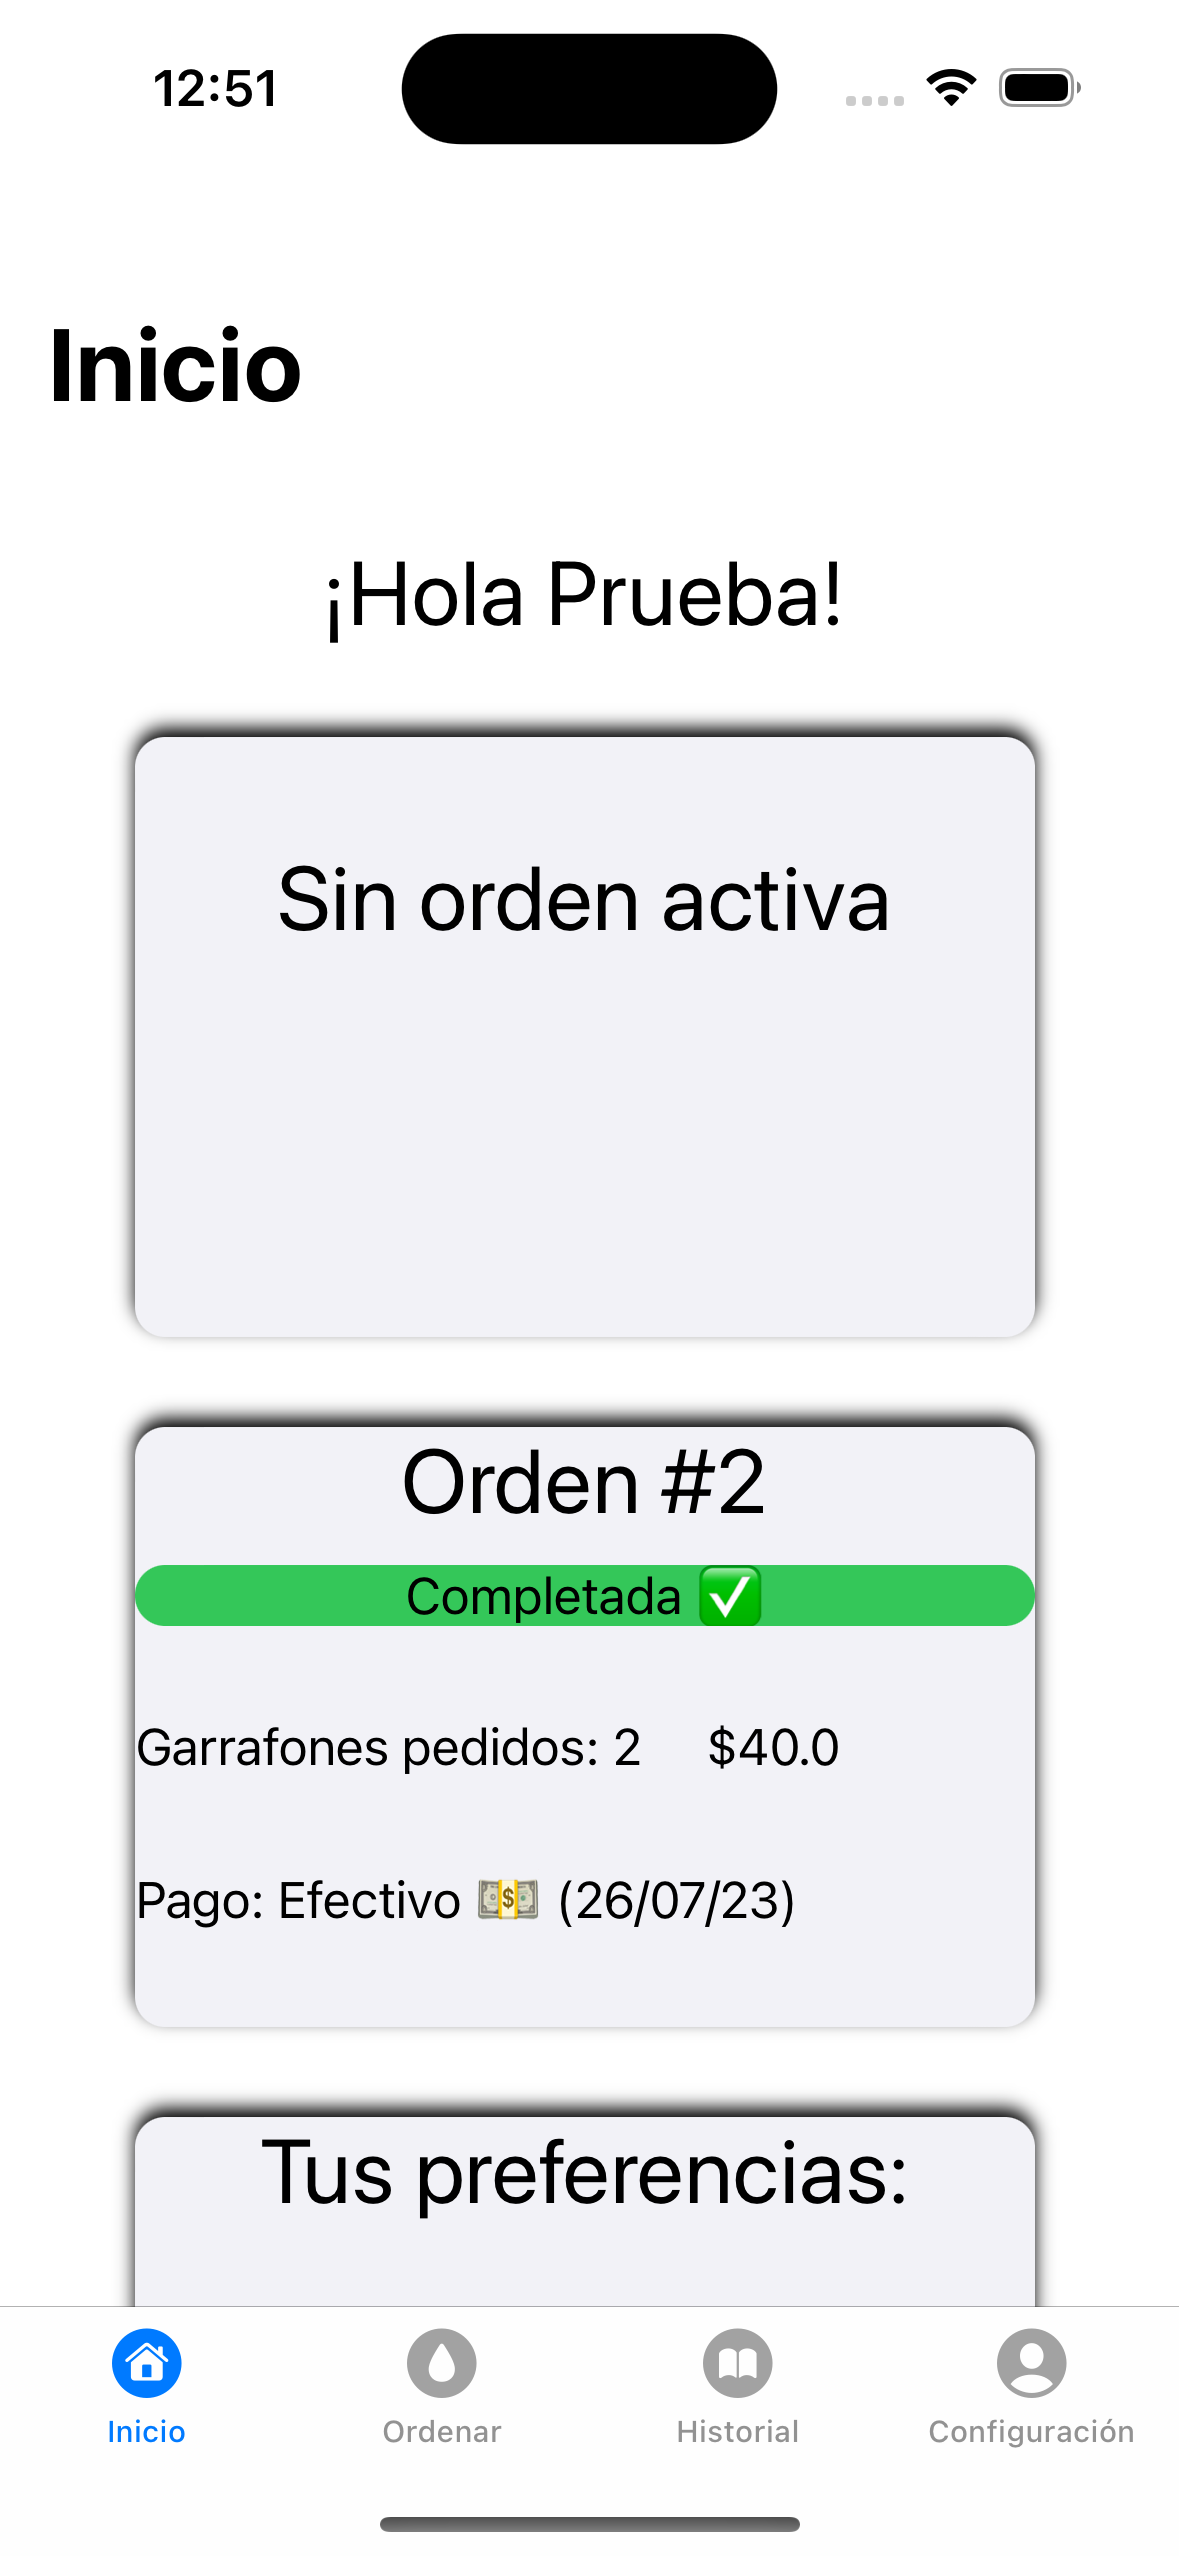 12:51
Inicio
¡Hola Prueba!
Sin orden activa
Orden #2
Completada ✅
Garrafones pedidos: 2 $40.0
Pago: Efectivo 💵 (26/07/23)
Tus preferencias:
Inicio Ordenar Historial Configuración